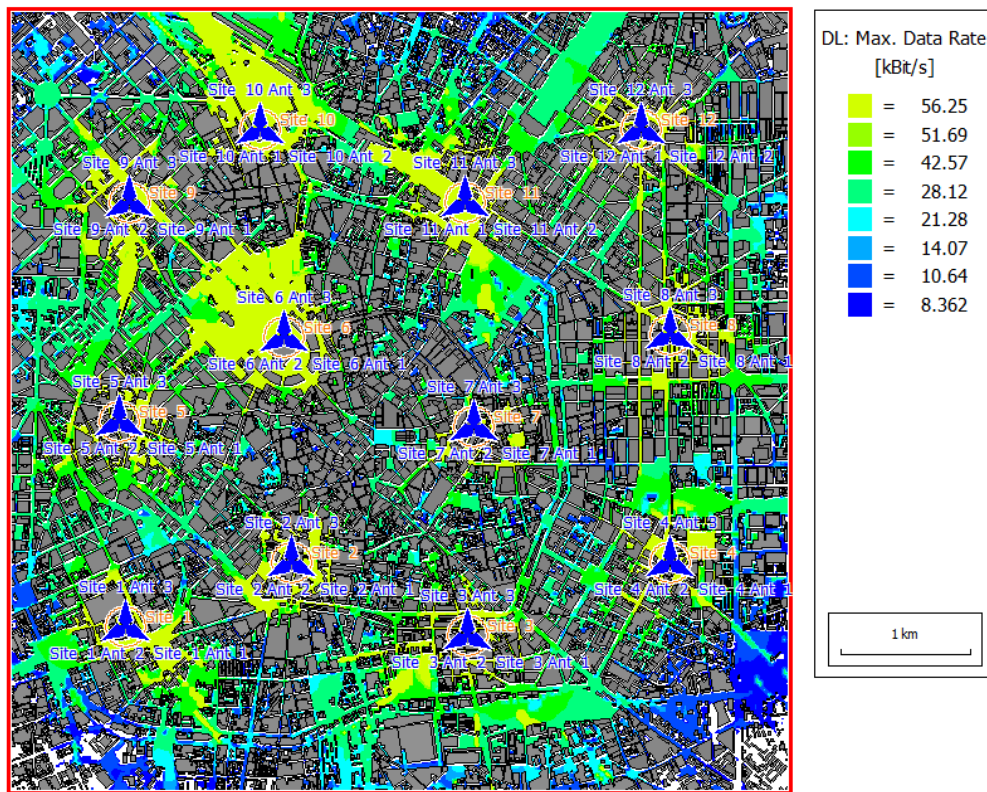 Site 10 Ant 3
Site 10
Site 10 Ant 1 Site 10 Ant 2
Site 12 Ant 3
Site 12
Site 12 Ant 1 Site 12 Ant 2
Site 9 Ant 3
Site 9
Site 9 Ant 2 Site 9 Ant 1
Site 11 Ant 3
Site 11
Site 11 Ant 1 Site 11 Ant 2
Site 6 Ant 3
Site 6
Site 6 Ant 2 Site 6 Ant 1
Site 8 Ant 3
Site 8
Site 8 Ant 2 Site 8 Ant 1
Site 5 Ant 3
Site 5
Site 5 Ant 2 Site 5 Ant 1
Site 7 Ant 3
Site 7
Site 7 Ant 2 Site 7 Ant 1
Site 2 Ant 3
Site 2
Site 2 Ant 2 Site 2 Ant 1
Site 4 Ant 3
Site 4
Site 4 Ant 2 Site 4 Ant 1
Site 1 Ant 3
Site 1
Site 1 Ant 2 Site 1 Ant 1
Site 3 Ant 3
Site 3
Site 3 Ant 2 Site 3 Ant 1
DL: Max. Data Rate
[kBit/s]
= 56.25
= 51.69
= 42.57
= 28.12
= 21.28
= 14.07
= 10.64
= 8.362
1 km